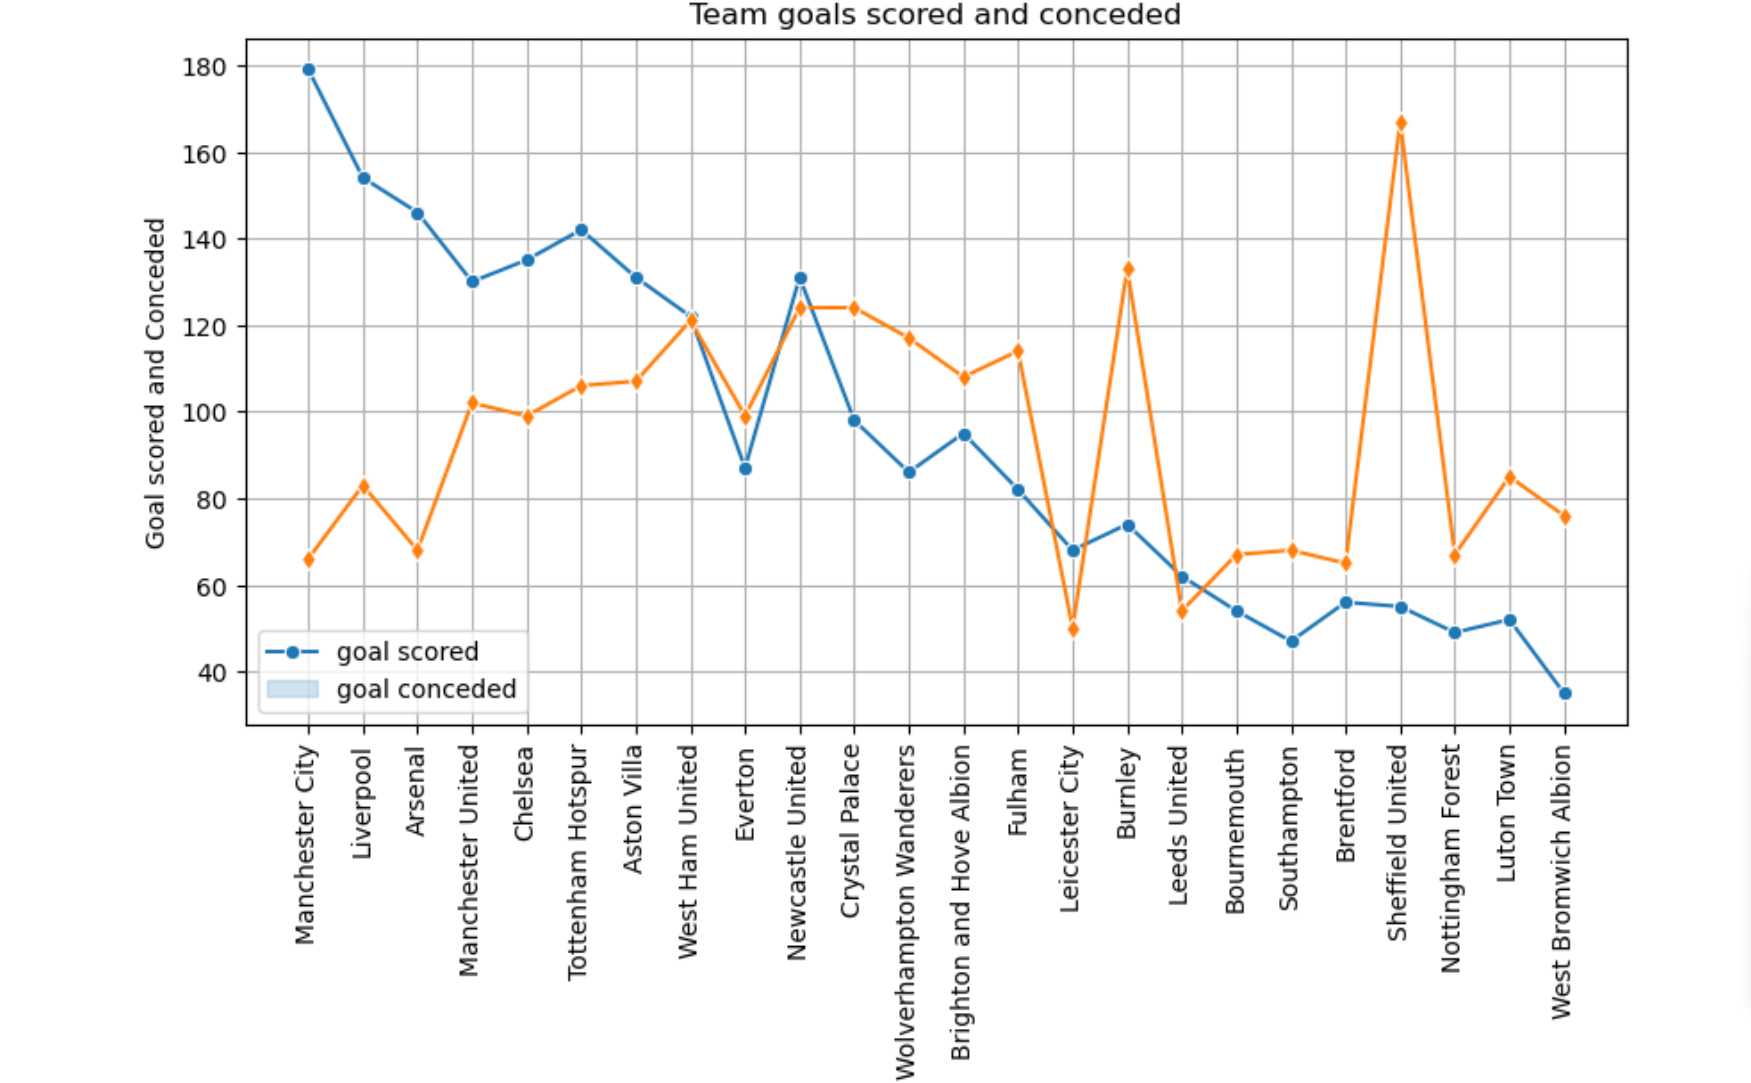 Team goals scored and conceded
Goal scored and Conceded
180
160
140
120
100
80
60
40
goal scored
goal conceded
Manchester City
Liverpool
Arsenal
Manchester United
Chelsea
Tottenham Hotspur
Aston Villa
West Ham United
Everton
Newcastle United
Crystal Palace
Wolverhampton Wanderers
Brighton and Hove Albion
Fulham
Leicester City
Burnley
Leeds United
Bournemouth
Southampton
Brentford
Sheffield United
Nottingham Forest
Luton Town
West Bromwich Albion